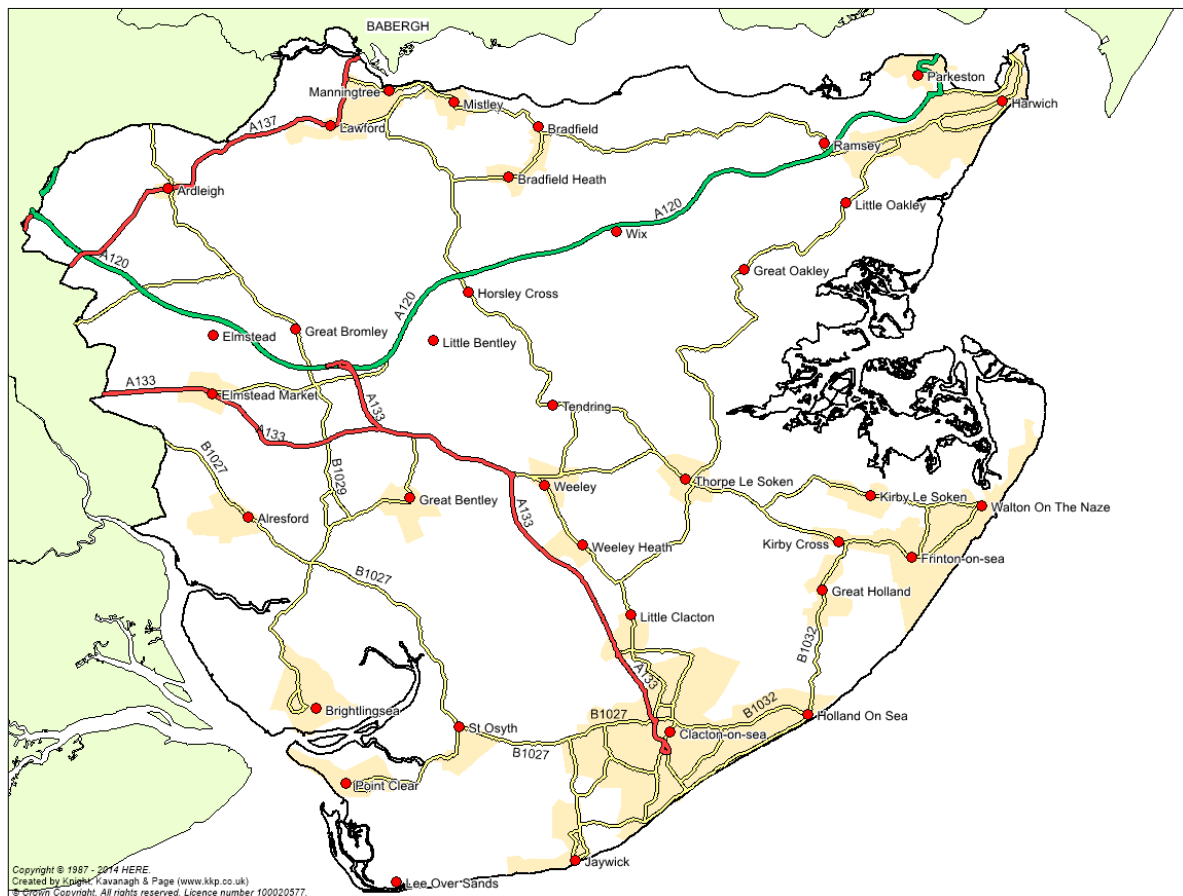 BABERGH
Parkeston
Manningtree
Mistley
Harwich
A137
Lawford
Bradfield
Ramsey
Bradfield Heath
Ardleigh
A120
Little Oakley
Wix
A120
Great Oakley
Horsley Cross
A120
Great Bromley
Elmstead
Little Bentley
A133
Elmstead Market
A133
Tendring
A133
B1027
B1029
Weeley
Thorpe Le Soken
Kirby Le Soken
Great Bentley
Walton On The Naze
Alresford
A133
Weeley Heath
Kirby Cross
Frinton-on-sea
B1027
Great Holland
Little Clacton
B1032
A133
Brightlingsea
B1027
B1032
Holland On Sea
St Osyth
Clacton-on-sea
B1027
Point Clear
Jaywick
Lee Over Sands
Copyright © 1987 - 2014 HERE.
Created by Knight, Kavanagh & Page (www.kkp.co.uk)
© Crown Copyright. All rights reserved. Licence number 100020577.